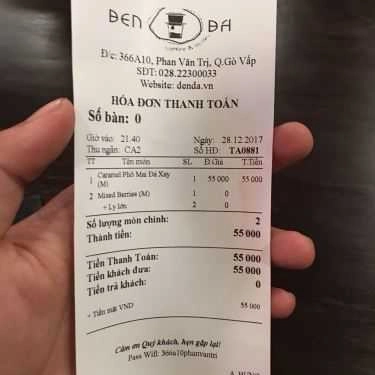 ĐEN ĐÁ
Đ/c: 366A10, Phan Văn Trị, Q.Gò Vấp
SĐT: 028.22300033
Website: denda.vn
HÓA ĐƠN THANH TOÁN
Số bàn: 0
Giờ vào: 21:40 Ngày: 28.12.2017
Thu ngân: CA2 Số HĐ: TA0881
TT Tên món SL Đ.Giá T.Tiền
1 Caramel Phô Mai Đá Xay 1 55 000 55 000
(M)
2 Mixed Berries (M) 1 0
+ Ly lớn 2 0
Số lượng món chính: 2
Thành tiền: 55 000
Tiền Thanh Toán: 55 000
Tiền khách đưa: 55 000
Tiền trả khách: 0
+ Tiền mặt VND 55 000
Cảm ơn Quý khách, hẹn gặp lại!
Pass Wifi: 366a10phanvantri